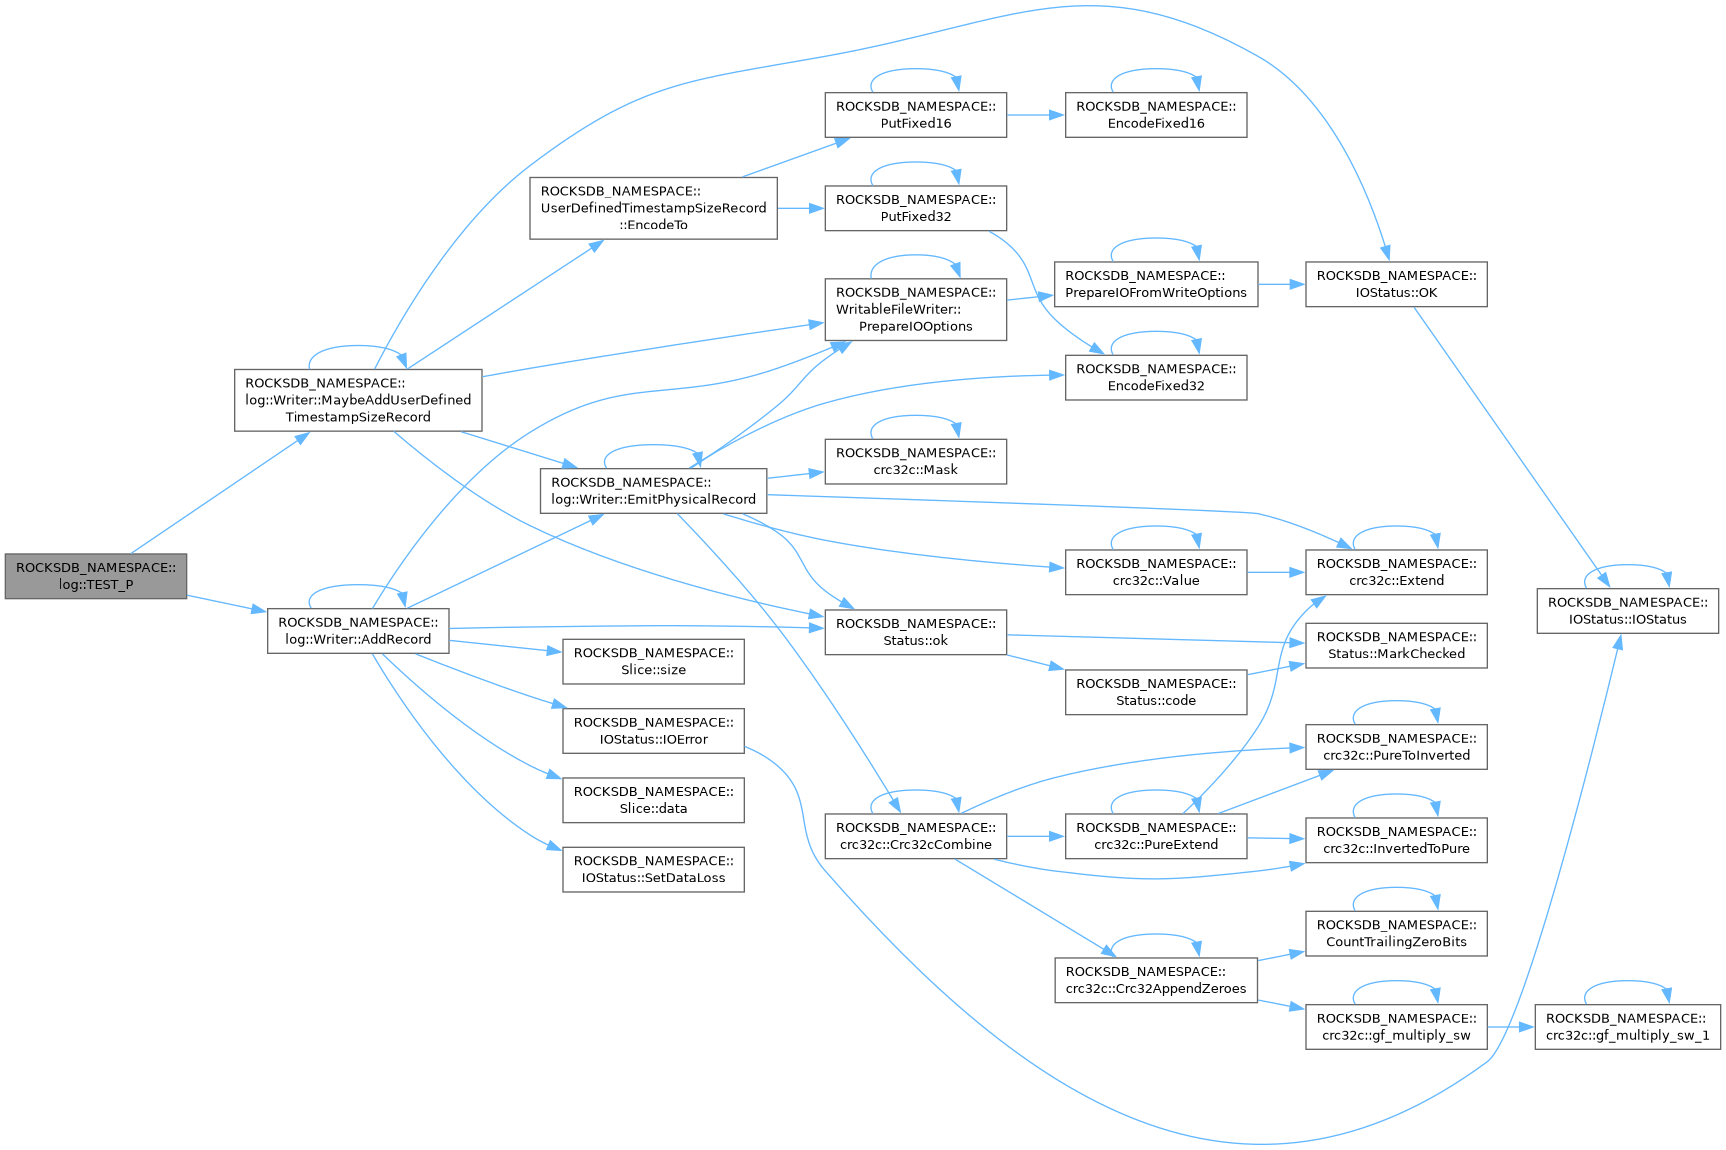 ROCKSDB_NAMESPACE::
log::TEST_P
ROCKSDB_NAMESPACE::
log::Writer::MaybeAddUserDefined
TimestampSizeRecord
ROCKSDB_NAMESPACE::
log::Writer::AddRecord
ROCKSDB_NAMESPACE::
UserDefinedTimestampSizeRecord
::EncodeTo
ROCKSDB_NAMESPACE::
log::Writer::EmitPhysicalRecord
ROCKSDB_NAMESPACE::
Slice::size
ROCKSDB_NAMESPACE::
IOStatus::IOError
ROCKSDB_NAMESPACE::
Slice::data
ROCKSDB_NAMESPACE::
IOStatus::SetDataLoss
ROCKSDB_NAMESPACE::
PutFixed16
ROCKSDB_NAMESPACE::
PutFixed32
ROCKSDB_NAMESPACE::
WritableFileWriter::
PrepareIOOptions
ROCKSDB_NAMESPACE::
crc32c::Mask
ROCKSDB_NAMESPACE::
Status::ok
ROCKSDB_NAMESPACE::
crc32c::Crc32cCombine
ROCKSDB_NAMESPACE::
EncodeFixed16
ROCKSDB_NAMESPACE::
PrepareIOFromWriteOptions
ROCKSDB_NAMESPACE::
EncodeFixed32
ROCKSDB_NAMESPACE::
crc32c::Value
ROCKSDB_NAMESPACE::
Status::code
ROCKSDB_NAMESPACE::
crc32c::PureExtend
ROCKSDB_NAMESPACE::
crc32c::Crc32AppendZeroes
ROCKSDB_NAMESPACE::
IOStatus::OK
ROCKSDB_NAMESPACE::
crc32c::Extend
ROCKSDB_NAMESPACE::
Status::MarkChecked
ROCKSDB_NAMESPACE::
crc32c::PureToInverted
ROCKSDB_NAMESPACE::
crc32c::InvertedToPure
ROCKSDB_NAMESPACE::
CountTrailingZeroBits
ROCKSDB_NAMESPACE::
crc32c::gf_multiply_sw
ROCKSDB_NAMESPACE::
IOStatus::IOStatus
ROCKSDB_NAMESPACE::
crc32c::gf_multiply_sw_1